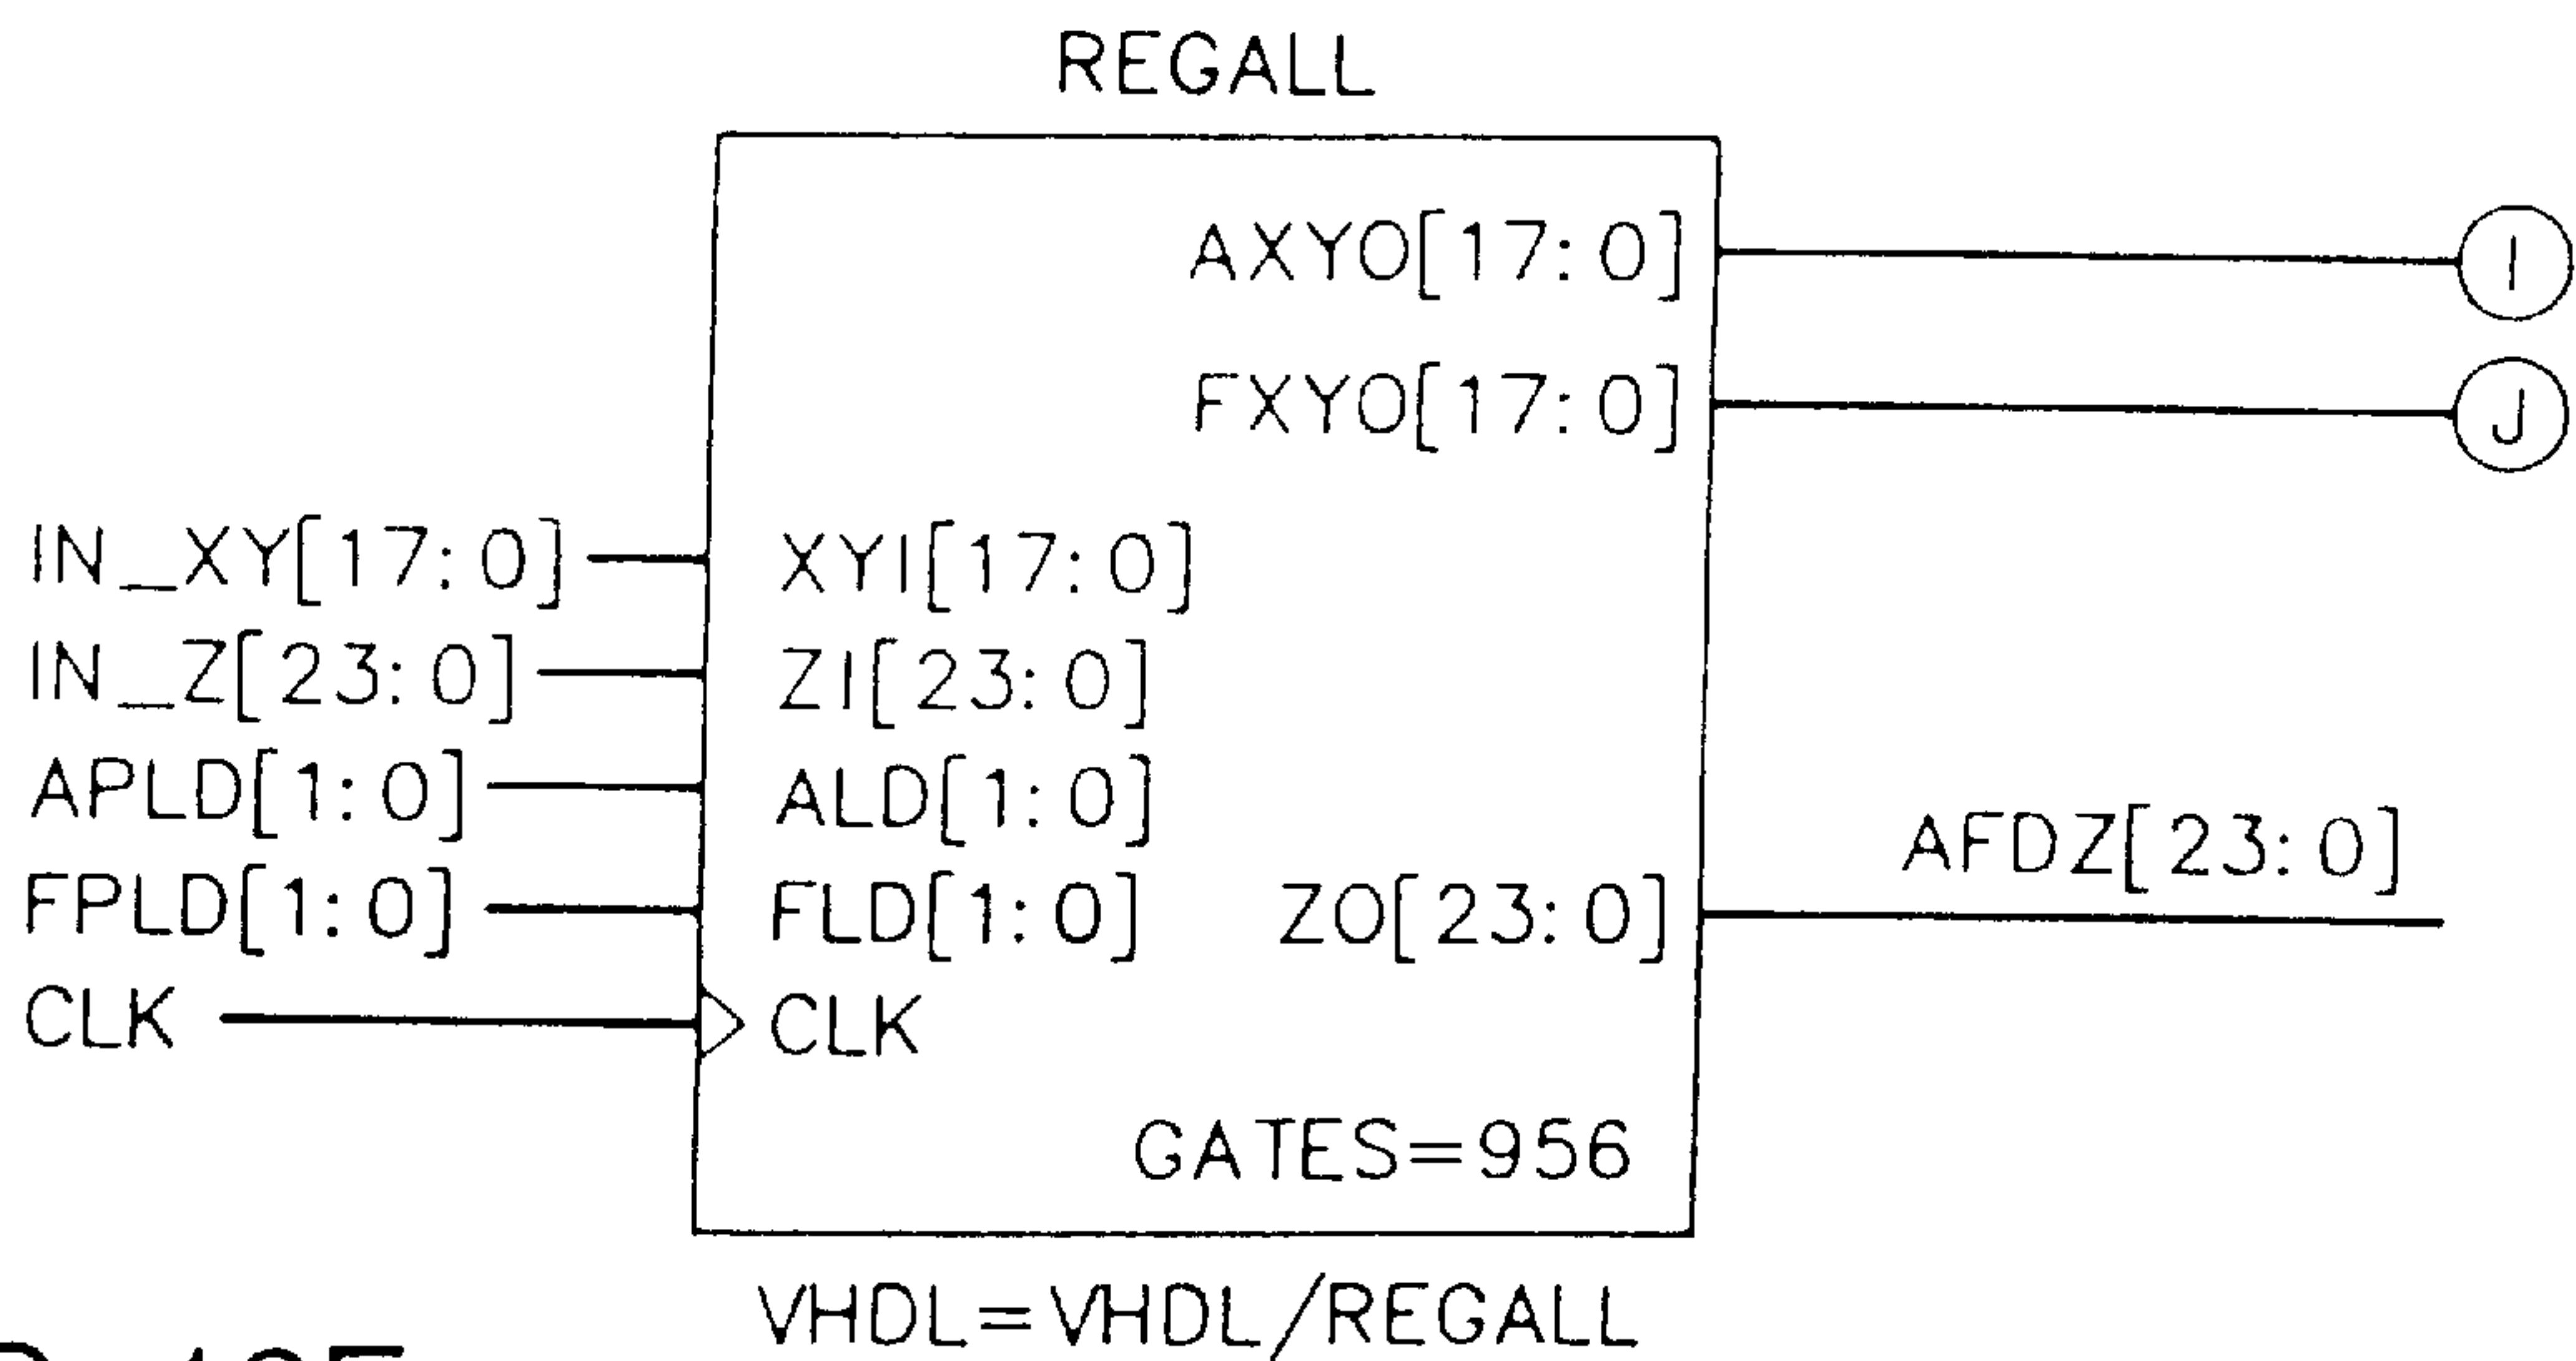 REGALL
AXYO[17:0]
I
FXYO[17:0]
J
IN_XY[17:0]
XYI[17:0]
IN_Z[23:0]
ZI[23:0]
APLD[1:0]
ALD[1:0]
AFDZ[23:0]
FPLD[1:0]
FLD[1:0]
ZO[23:0]
CLK
CLK
GATES=956
VHDL=VHDL/REGALL